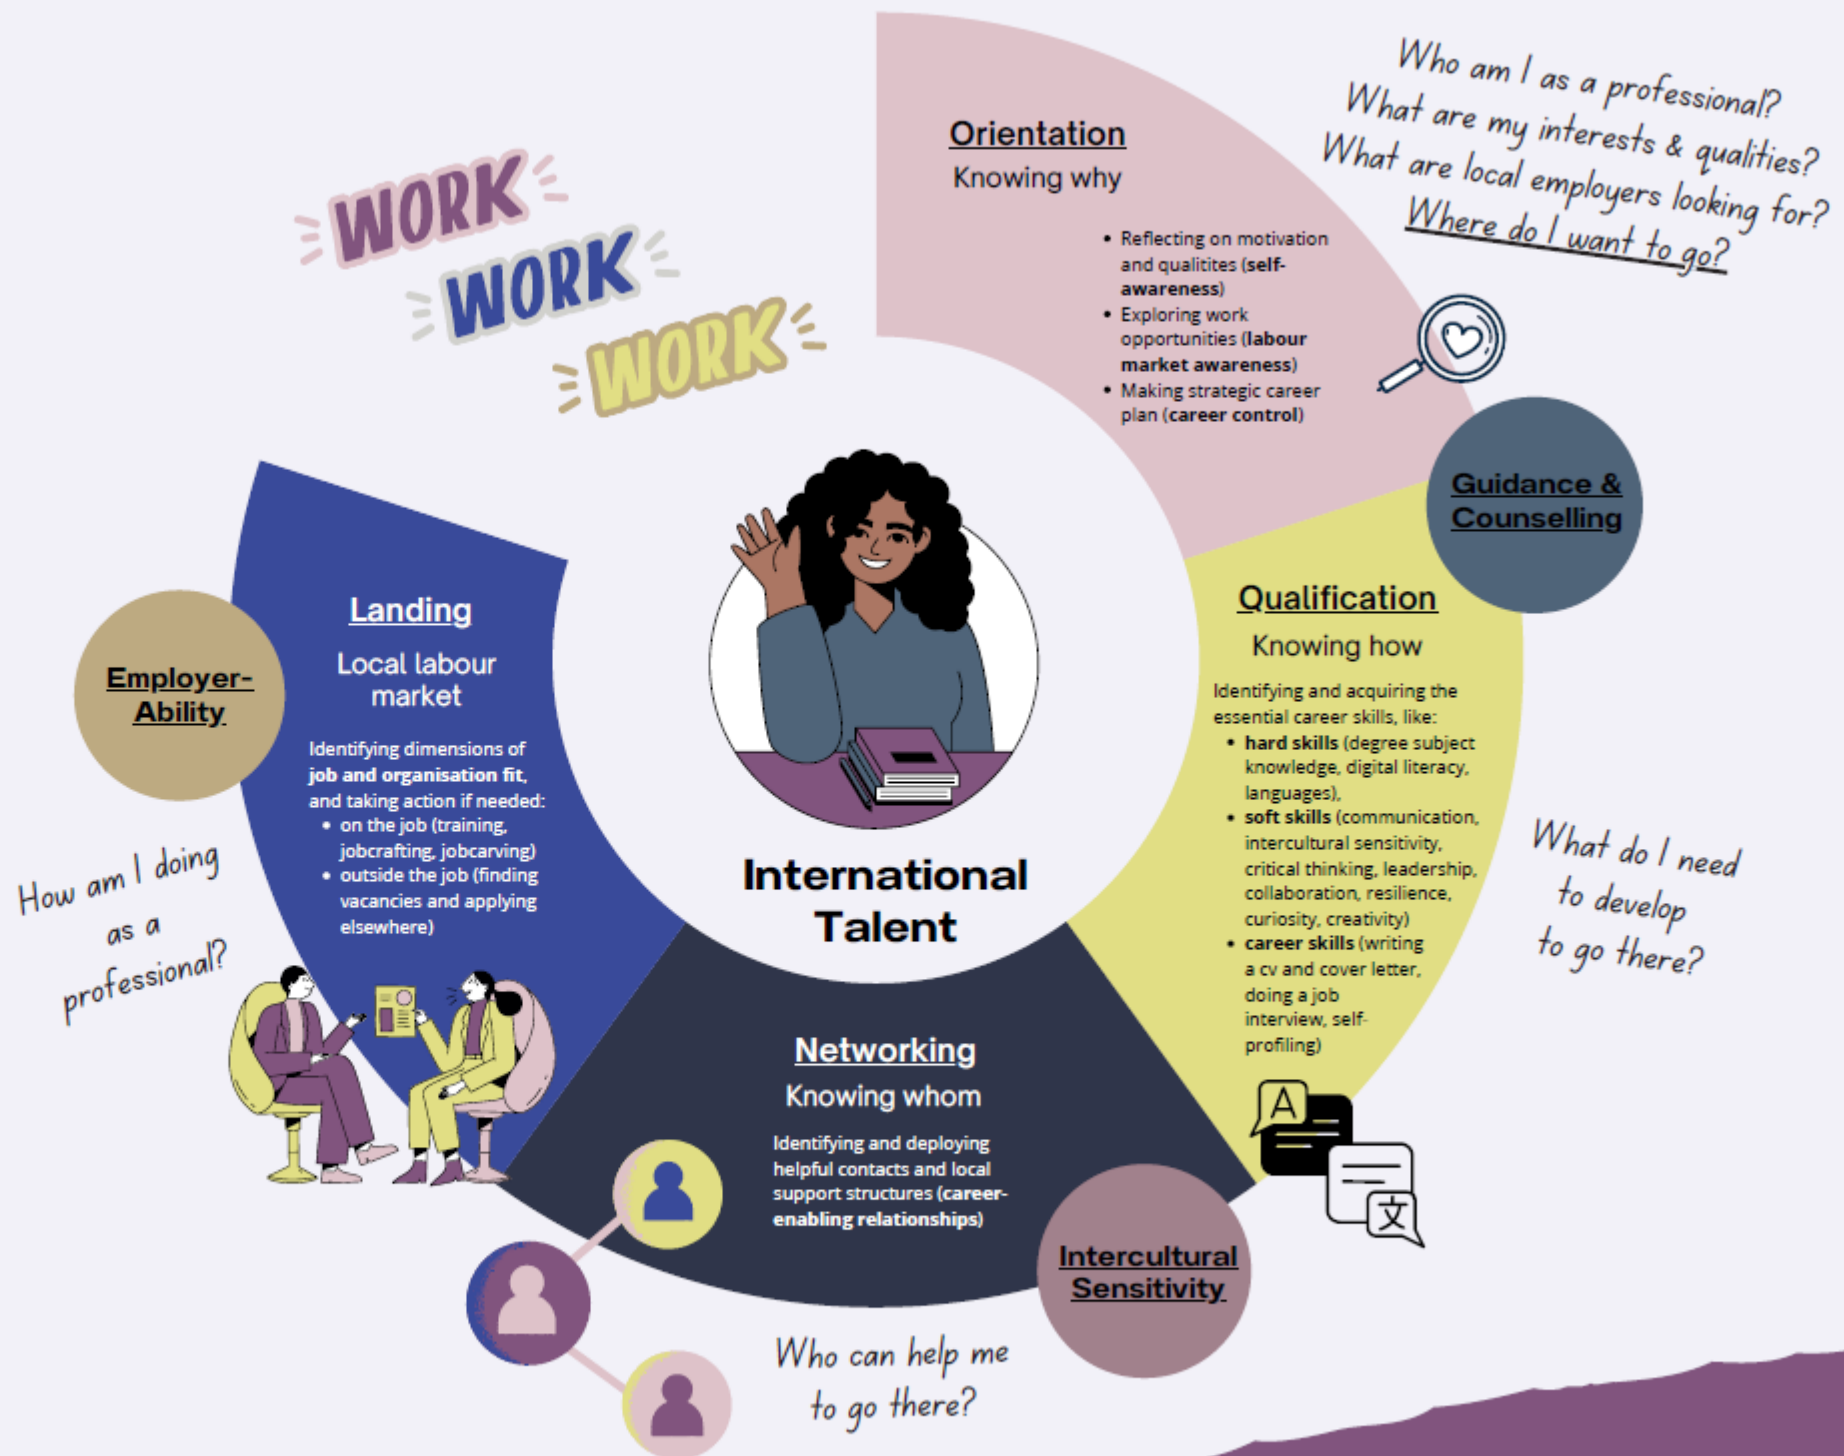 WORK
WORK
WORK
Orientation
Knowing why
• Reflecting on motivation
and qualitites (self-
awareness)
• Exploring work
opportunities (labour
market awareness)
• Making strategic career
plan (career control)
Who am I as a professional?
What are my interests & qualities?
What are local employers looking for?
Where do I want to go?
Guidance &
Counselling
Qualification
Knowing how
Identifying and acquiring the
essential career skills, like:
• hard skills (degree subject
knowledge, digital literacy,
languages),
• soft skills (communication,
intercultural sensitivity,
critical thinking, leadership,
collaboration, resilience,
curiosity, creativity)
• career skills (writing
a cv and cover letter,
doing a job
interview, self-
profiling)
What do I need
to develop
to go there?
A
文
International
Talent
Networking
Knowing whom
Identifying and deploying
helpful contacts and local
support structures (career-
enabling relationships)
Intercultural
Sensitivity
Who can help me
to go there?
Landing
Local labour
market
Identifying dimensions of
job and organisation fit,
and taking action if needed:
• on the job (training,
jobcrafting, jobcarving)
• outside the job (finding
vacancies and applying
elsewhere)
Employer-
Ability
How am I doing
as a
professional?